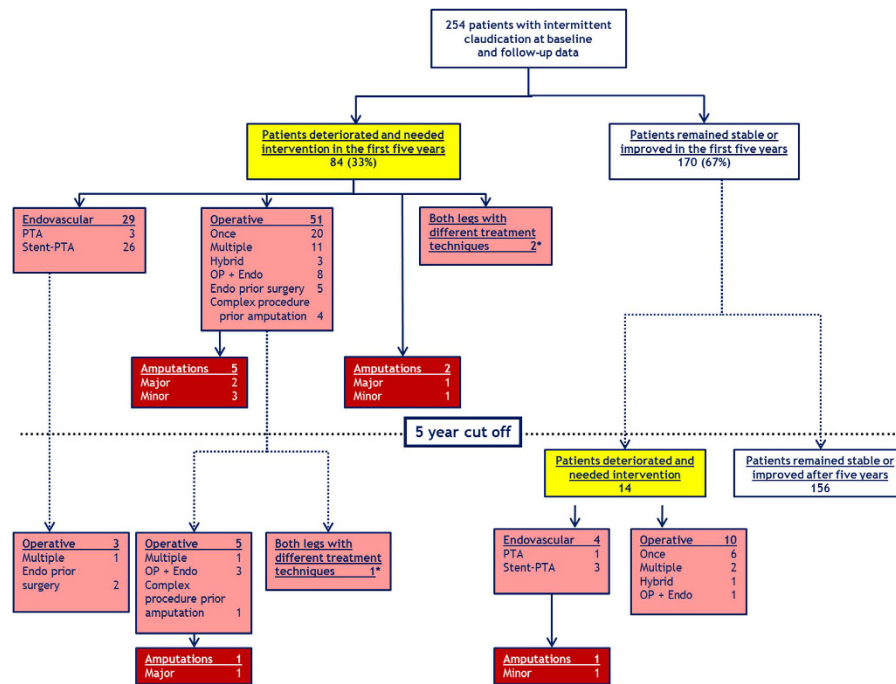 254 patients with intermittent
claudication at baseline
and follow-up data
Patients deteriorated and needed
intervention in the first five years
84 (33%)
Patients remained stable or
improved in the first five years
170 (67%)
Endovascular 29
PTA 3
Stent-PTA 26
Operative 51
Once 20
Multiple 11
Hybrid 3
OP + Endo 8
Endo prior surgery 5
Complex procedure
prior amputation 4
Both legs with
different treatment
techniques 2*
Amputations 5
Major 2
Minor 3
Amputations 2
Major 1
Minor 1
5 year cut off
Patients deteriorated and
needed intervention
14
Patients remained stable or
improved after five years
156
Operative 3
Multiple 1
Endo prior
surgery 2
Operative 5
Multiple 1
OP + Endo 3
Complex
procedure prior
amputation 1
Both legs with
different treatment
techniques 1*
Endovascular 4
PTA 1
Stent-PTA 3
Operative 10
Once 6
Multiple 2
Hybrid 1
OP + Endo 1
Amputations 1
Major 1
Amputations 1
Minor 1